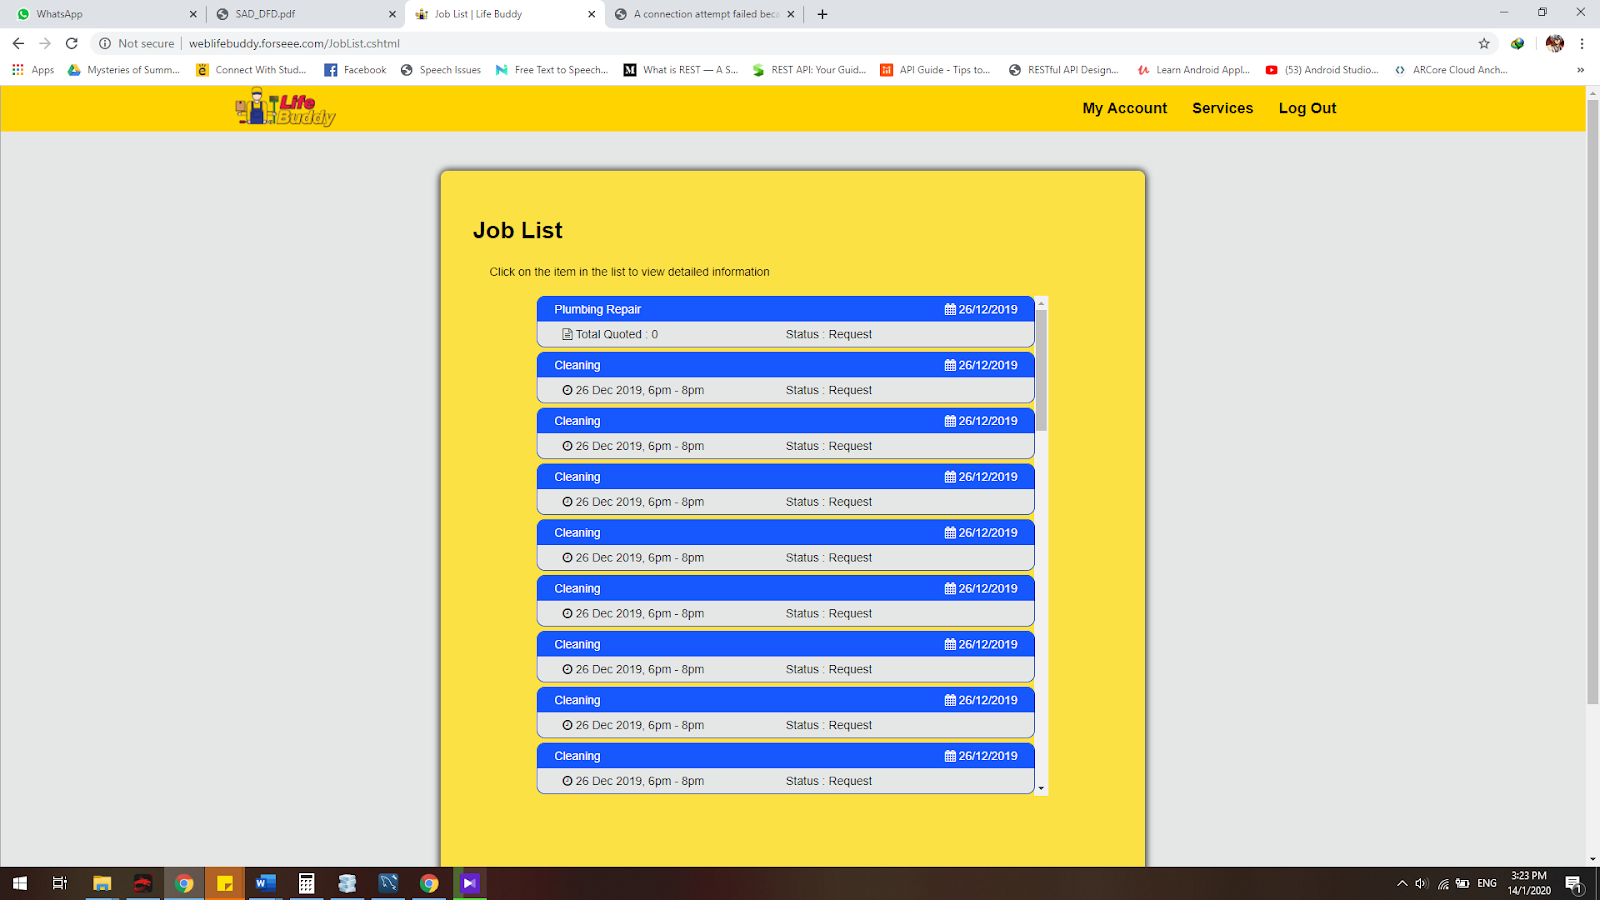 WhatsApp
SAD_DFD.pdf
Job List | Life Buddy
A connection attempt failed beca
Not secure
weblifebuddy.forseee.com/JobList.cshtml
Apps
Mysteries of Summ...
Connect With Stud...
Facebook
Speech Issues
Free Text to Speech...
What is REST — A S...
REST API: Your Guid...
API Guide - Tips to...
RESTful API Design...
Learn Android Appl...
(53) Android Studio...
ARCore Cloud Anch...
Life Buddy
My Account Services Log Out
Job List
Click on the item in the list to view detailed information
Plumbing Repair 26/12/2019
Total Quoted : 0 Status : Request
Cleaning 26/12/2019
26 Dec 2019, 6pm - 8pm Status : Request
Cleaning 26/12/2019
26 Dec 2019, 6pm - 8pm Status : Request
Cleaning 26/12/2019
26 Dec 2019, 6pm - 8pm Status : Request
Cleaning 26/12/2019
26 Dec 2019, 6pm - 8pm Status : Request
Cleaning 26/12/2019
26 Dec 2019, 6pm - 8pm Status : Request
Cleaning 26/12/2019
26 Dec 2019, 6pm - 8pm Status : Request
Cleaning 26/12/2019
26 Dec 2019, 6pm - 8pm Status : Request
Cleaning 26/12/2019
26 Dec 2019, 6pm - 8pm Status : Request
ENG
3:23 PM
14/1/2020
1